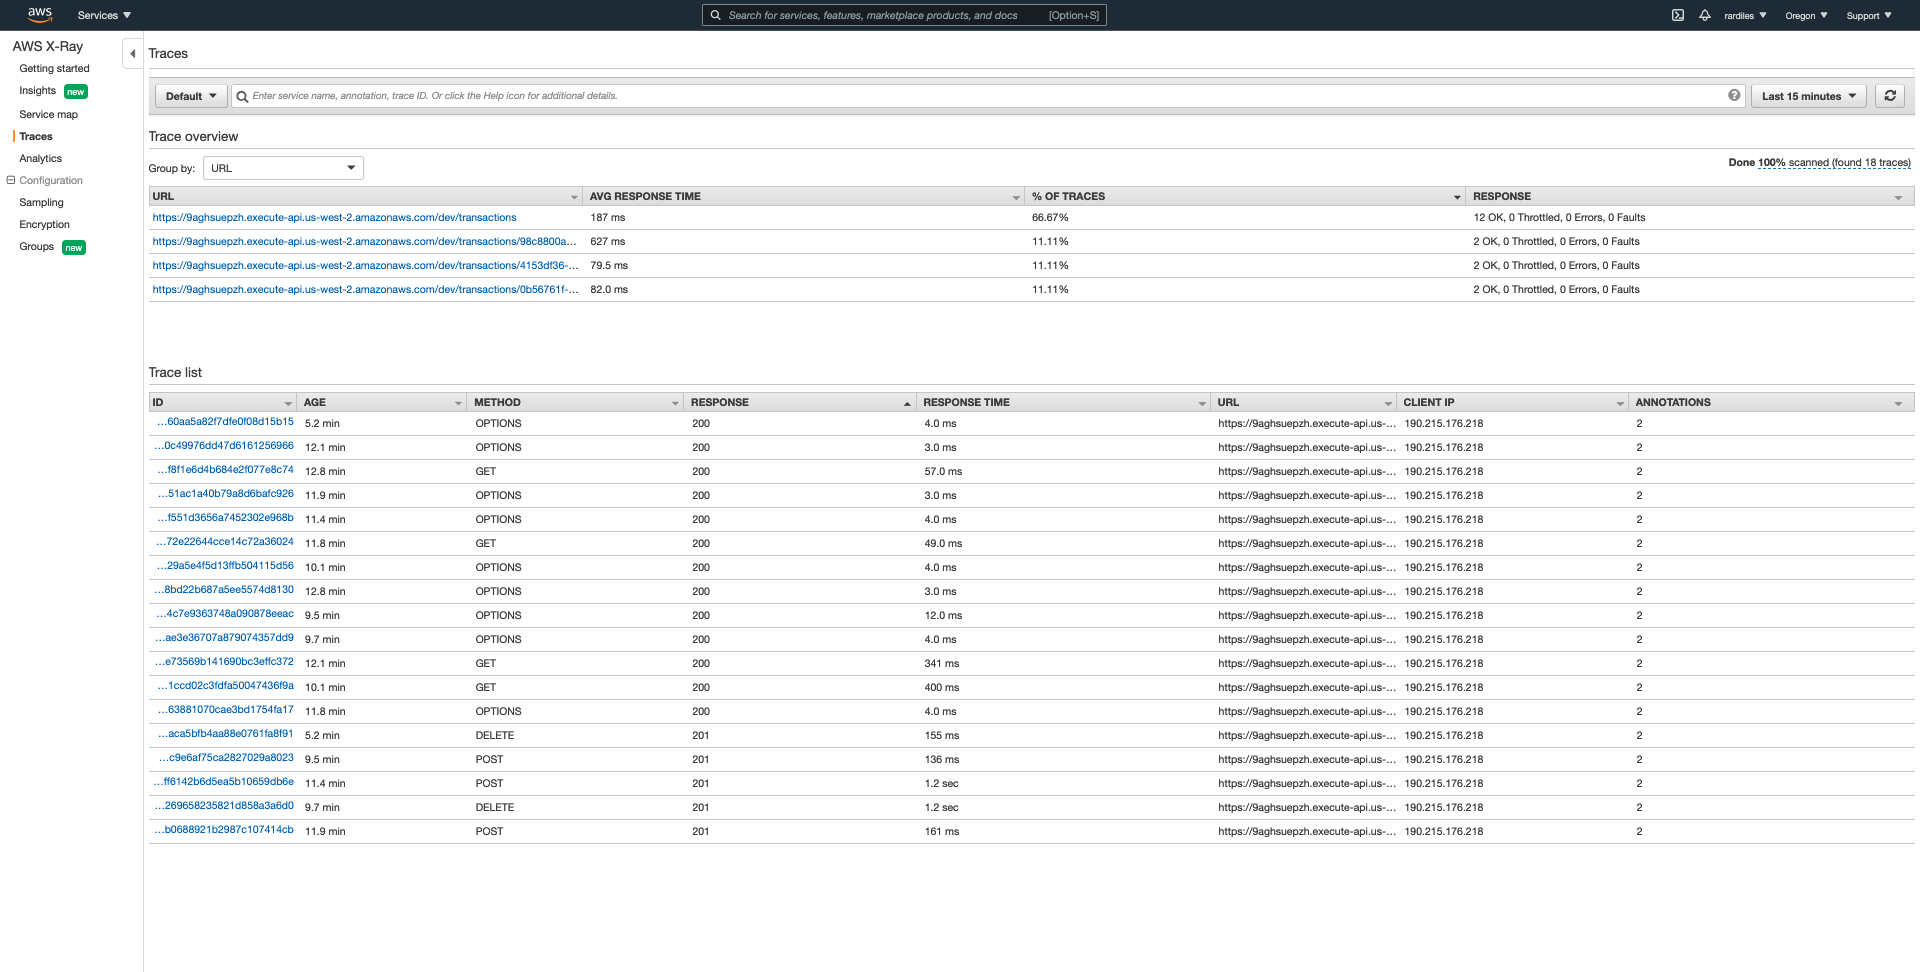 aws Services Search for services, features, marketplace products, and docs [Option+S] rardiles Oregon Support
AWS X-Ray
Getting started
Insights new
Service map
Traces
Analytics
Configuration
Sampling
Encryption
Groups new
Traces
Default Enter service name, annotation, trace ID. Or click the Help icon for additional details. ? Last 15 minutes
Trace overview
Group by: URL Done 100% scanned (found 18 traces)
URL AVG RESPONSE TIME % OF TRACES RESPONSE
https://9aghsuepzh.execute-api.us-west-2.amazonaws.com/dev/transactions 187 ms 66.67% 12 OK, 0 Throttled, 0 Errors, 0 Faults
https://9aghsuepzh.execute-api.us-west-2.amazonaws.com/dev/transactions/98c8800a... 627 ms 11.11% 2 OK, 0 Throttled, 0 Errors, 0 Faults
https://9aghsuepzh.execute-api.us-west-2.amazonaws.com/dev/transactions/4153df36-... 79.5 ms 11.11% 2 OK, 0 Throttled, 0 Errors, 0 Faults
https://9aghsuepzh.execute-api.us-west-2.amazonaws.com/dev/transactions/0b56761f-... 82.0 ms 11.11% 2 OK, 0 Throttled, 0 Errors, 0 Faults
Trace list
ID AGE METHOD RESPONSE RESPONSE TIME URL CLIENT IP ANNOTATIONS
...60aa5a82f7dfe0f08d15b15 5.2 min OPTIONS 200 4.0 ms https://9aghsuepzh.execute-api.us-... 190.215.176.218 2
...0c49976dd47d6161256966 12.1 min OPTIONS 200 3.0 ms https://9aghsuepzh.execute-api.us-... 190.215.176.218 2
...f8f1e6d4b684e2f077e8c74 12.8 min GET 200 57.0 ms https://9aghsuepzh.execute-api.us-... 190.215.176.218 2
...51ac1a40b79a8d6bafc926 11.9 min OPTIONS 200 3.0 ms https://9aghsuepzh.execute-api.us-... 190.215.176.218 2
...f551d3656a7452302e968b 11.4 min OPTIONS 200 4.0 ms https://9aghsuepzh.execute-api.us-... 190.215.176.218 2
...72e22644cce14c72a36024 11.8 min GET 200 49.0 ms https://9aghsuepzh.execute-api.us-... 190.215.176.218 2
...29a5e4f5d13ffb504115d56 10.1 min OPTIONS 200 4.0 ms https://9aghsuepzh.execute-api.us-... 190.215.176.218 2
...8bd22b687a5ee5574d8130 12.8 min OPTIONS 200 3.0 ms https://9aghsuepzh.execute-api.us-... 190.215.176.218 2
...4c7e9363748a090878eeac 9.5 min OPTIONS 200 12.0 ms https://9aghsuepzh.execute-api.us-... 190.215.176.218 2
...ae3e36707a879074357dd9 9.7 min OPTIONS 200 4.0 ms https://9aghsuepzh.execute-api.us-... 190.215.176.218 2
...e73569b141690bc3effc372 12.1 min GET 200 341 ms https://9aghsuepzh.execute-api.us-... 190.215.176.218 2
...1ccd02c3fdfa50047436f9a 10.1 min GET 200 400 ms https://9aghsuepzh.execute-api.us-... 190.215.176.218 2
...63881070cae3bd1754fa17 11.8 min OPTIONS 200 4.0 ms https://9aghsuepzh.execute-api.us-... 190.215.176.218 2
...aca5bfb4aa88e0761fa8f91 5.2 min DELETE 201 155 ms https://9aghsuepzh.execute-api.us-... 190.215.176.218 2
...c9e6af75ca2827029a8023 9.5 min POST 201 136 ms https://9aghsuepzh.execute-api.us-... 190.215.176.218 2
...ff6142b6d5ea5b10659db6e 11.4 min POST 201 1.2 sec https://9aghsuepzh.execute-api.us-... 190.215.176.218 2
...269658235821d858a3a6d0 9.7 min DELETE 201 1.2 sec https://9aghsuepzh.execute-api.us-... 190.215.176.218 2
...b0688921b2987c107414cb 11.9 min POST 201 161 ms https://9aghsuepzh.execute-api.us-... 190.215.176.218 2